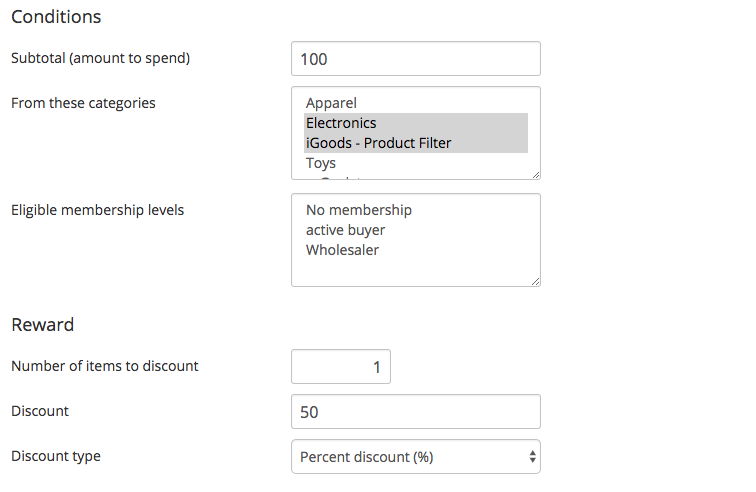 Conditions
Subtotal (amount to spend)
100
From these categories
Apparel
Electronics
iGoods - Product Filter
Toys
Eligible membership levels
No membership
active buyer
Wholesaler
Reward
Number of items to discount
1
Discount
50
Discount type
Percent discount (%)